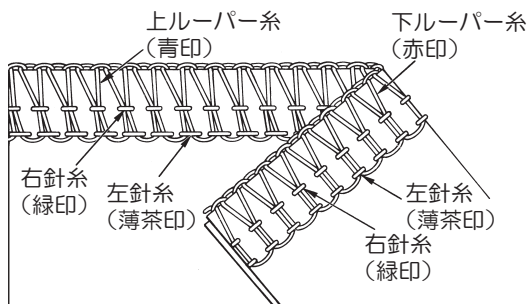 上ルーパー糸
(青印)
下ルーパー糸
(赤印)
右針糸
(緑印)
左針糸
(薄茶印)
左針糸
(薄茶印)
右針糸
(緑印)